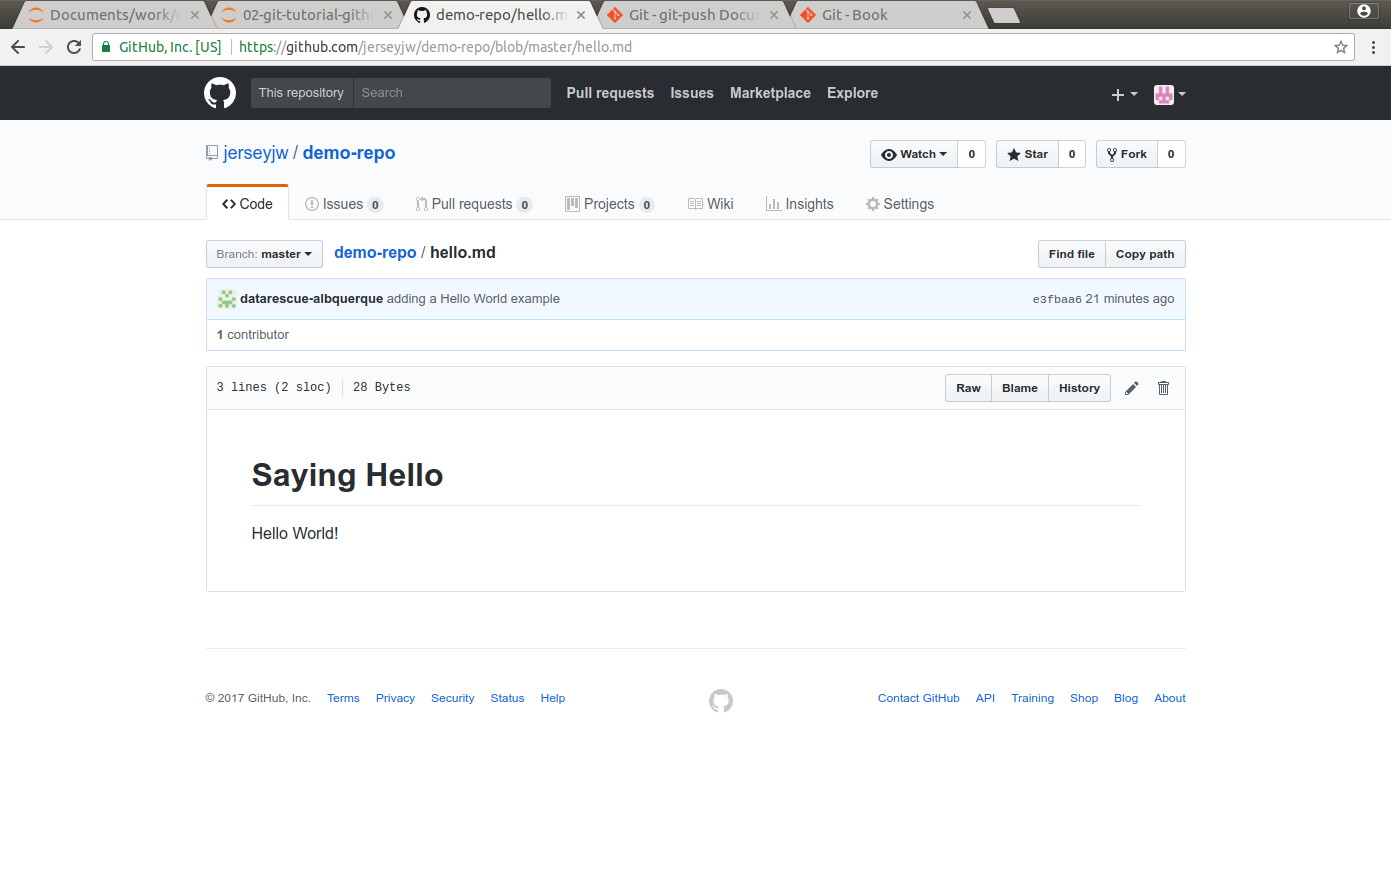 Documents/work/
02-git-tutorial-gith
demo-repo/hello.m
Git - git-push Docu
Git - Book
GitHub, Inc. [US] https://github.com/jerseyjw/demo-repo/blob/master/hello.md
This repository Search Pull requests Issues Marketplace Explore
jerseyjw / demo-repo
Watch 0 Star 0 Fork 0
Code Issues 0 Pull requests 0 Projects 0 Wiki Insights Settings
Branch: master demo-repo / hello.md Find file Copy path
datarescue-albquerque adding a Hello World example e3fbaa6 21 minutes ago
1 contributor
3 lines (2 sloc) 28 Bytes Raw Blame History
Saying Hello
Hello World!
© 2017 GitHub, Inc. Terms Privacy Security Status Help Contact GitHub API Training Shop Blog About